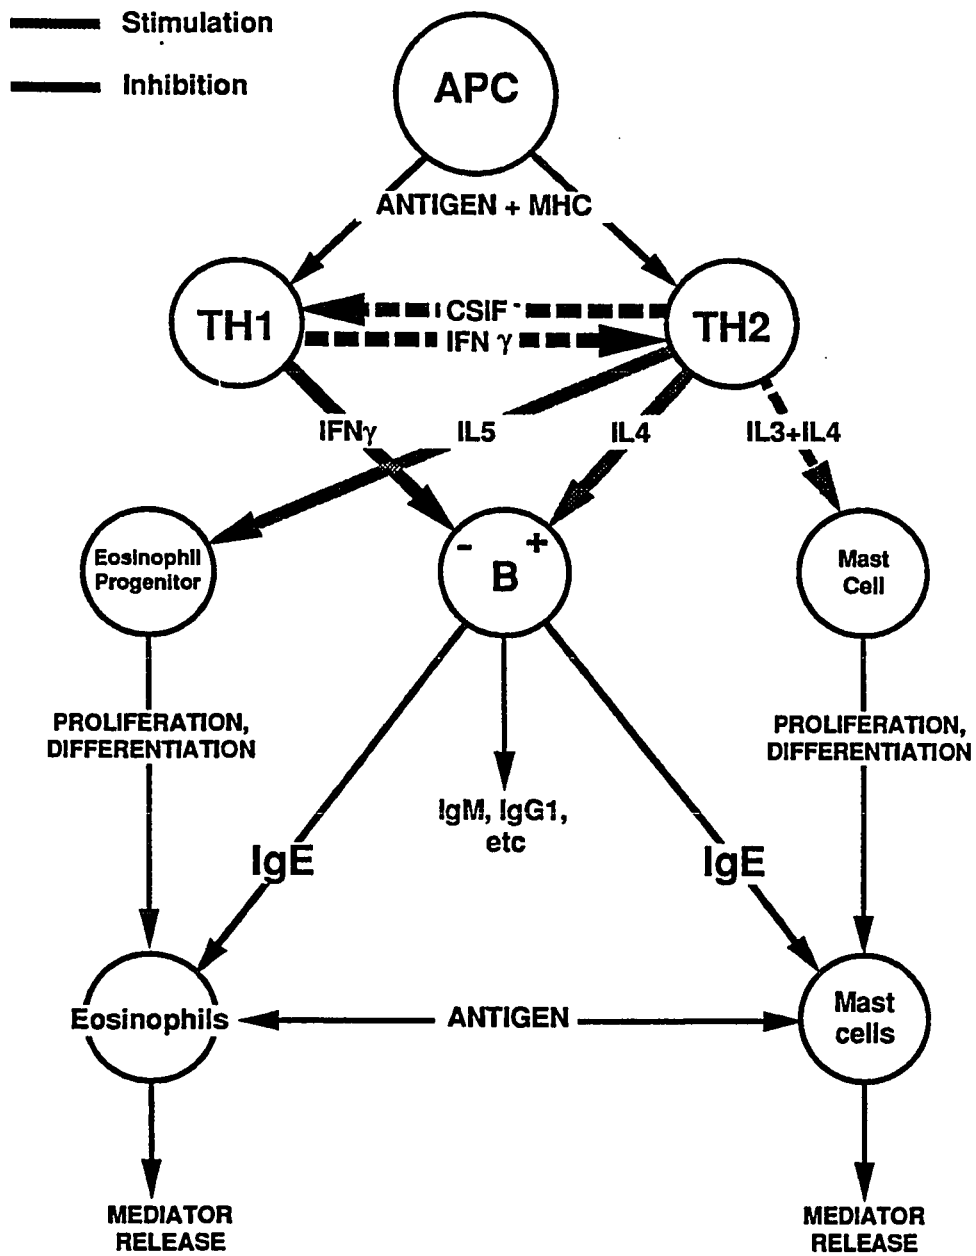 Stimulation
Inhibition
APC
ANTIGEN + MHC
TH1
CSIF
IFN γ
TH2
IFNγ
IL5
IL4
IL3+IL4
Eosinophil
Progenitor
- +
B
Mast
Cell
PROLIFERATION,
DIFFERENTIATION
PROLIFERATION,
DIFFERENTIATION
IgM, IgG1,
etc
IgE
IgE
Eosinophils
ANTIGEN
Mast
cells
MEDIATOR
RELEASE
MEDIATOR
RELEASE